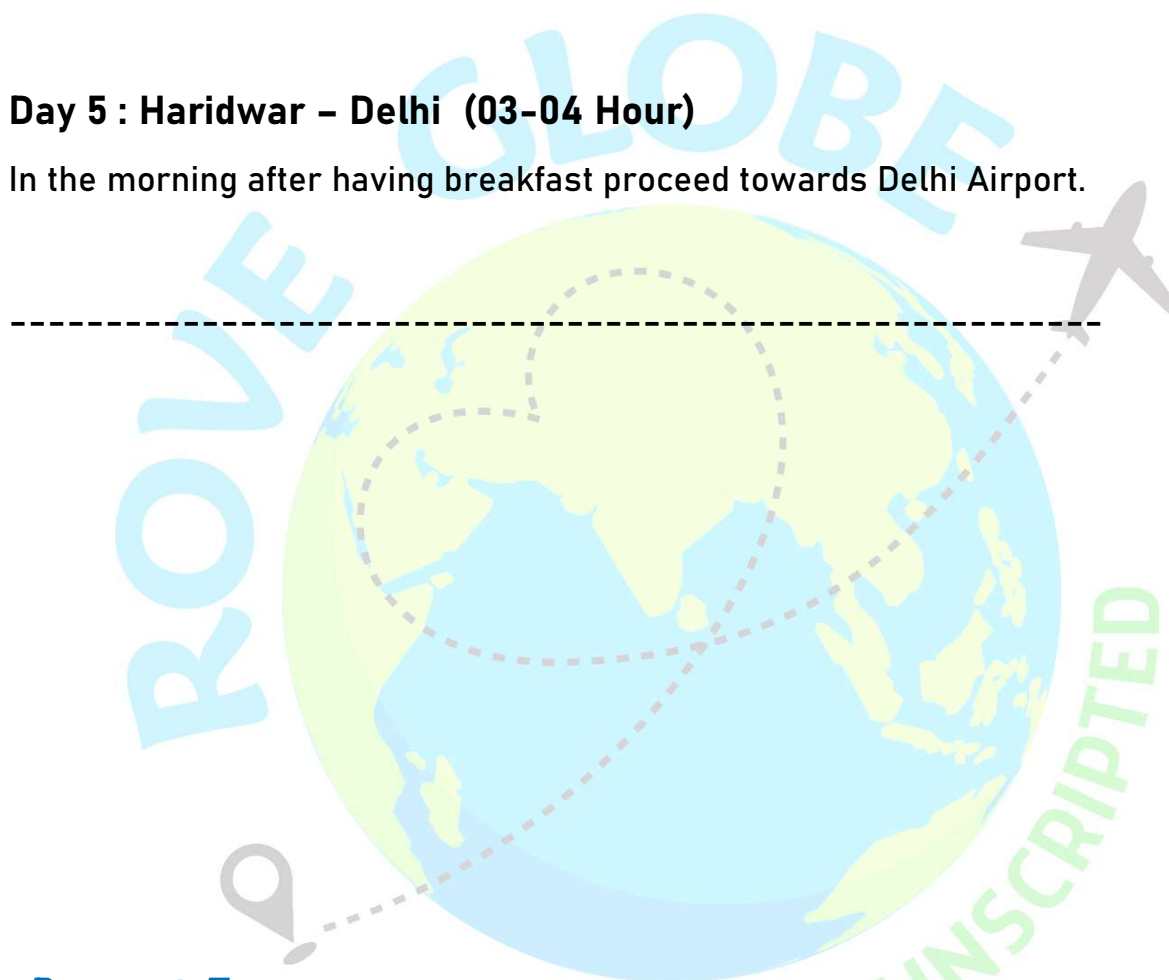 ROVE GLOBE
Day 5 : Haridwar – Delhi (03-04 Hour)
In the morning after having breakfast proceed towards Delhi Airport.
--------------------------------------------------------